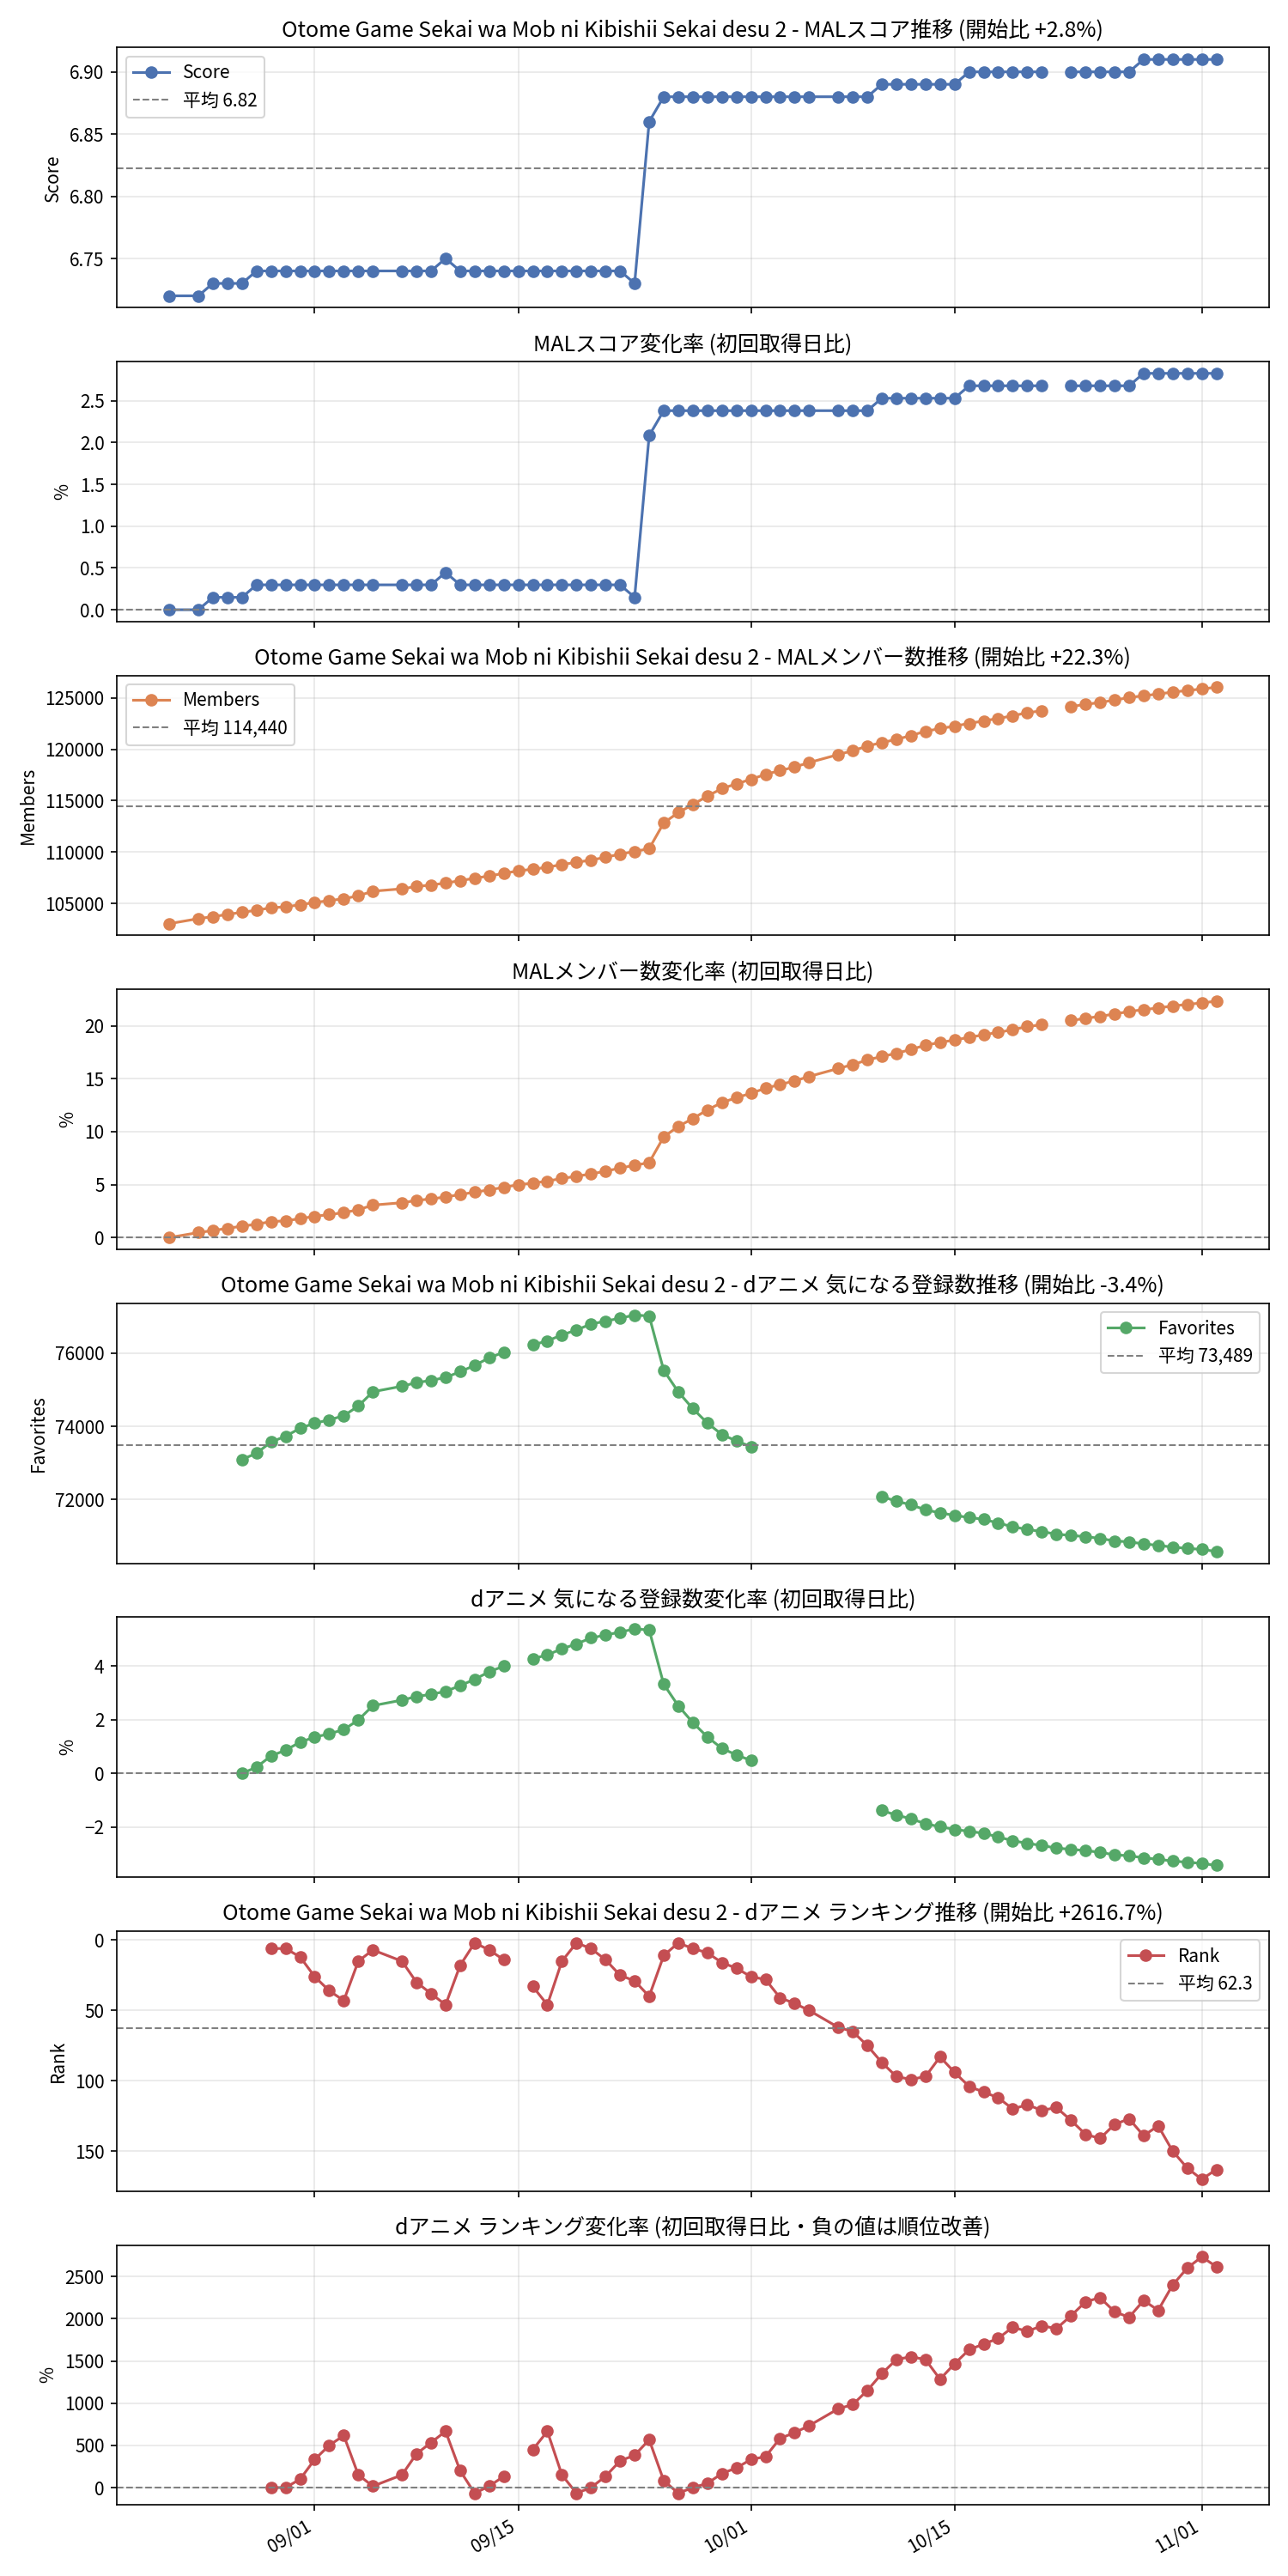 Otome Game Sekai wa Mob ni Kibishii Sekai desu 2 - MALスコア推移 (開始比 +2.8%)
Score
平均 6.82
6.90
6.85
6.80
6.75
Score
MALスコア変化率 (初回取得日比)
2.5
2.0
1.5
1.0
0.5
0.0
%
Otome Game Sekai wa Mob ni Kibishii Sekai desu 2 - MALメンバー数推移 (開始比 +22.3%)
Members
平均 114,440
125000
120000
115000
110000
105000
Members
MALメンバー数変化率 (初回取得日比)
20
15
10
5
0
%
Otome Game Sekai wa Mob ni Kibishii Sekai desu 2 - dアニメ 気になる登録数推移 (開始比 -3.4%)
Favorites
平均 73,489
76000
74000
72000
Favorites
dアニメ 気になる登録数変化率 (初回取得日比)
4
2
0
−2
%
Otome Game Sekai wa Mob ni Kibishii Sekai desu 2 - dアニメ ランキング推移 (開始比 +2616.7%)
Rank
平均 62.3
0
50
100
150
Rank
dアニメ ランキング変化率 (初回取得日比・負の値は順位改善)
2500
2000
1500
1000
500
0
%
09/01
09/15
10/01
10/15
11/01